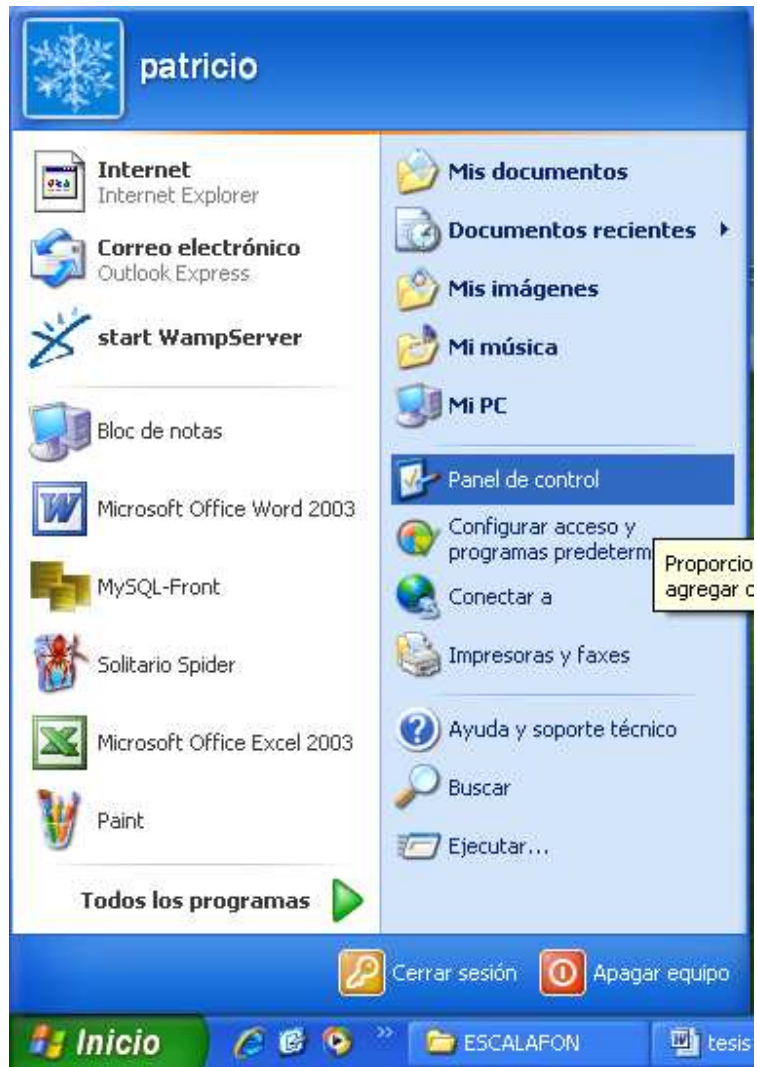 patricio
Internet
Internet Explorer
Correo electrónico
Outlook Express
start WampServer
Bloc de notas
Microsoft Office Word 2003
MySQL-Front
Solitario Spider
Microsoft Office Excel 2003
Paint
Todos los programas
Mis documentos
Documentos recientes
Mis imágenes
Mi música
Mi PC
Panel de control
Configurar acceso y
programas predeterm
Proporcio
agregar c
Conectar a
Impresoras y faxes
Ayuda y soporte técnico
Buscar
Ejecutar...
Cerrar sesión
Apagar equipo
Inicio
»
ESCALAFON
tesis